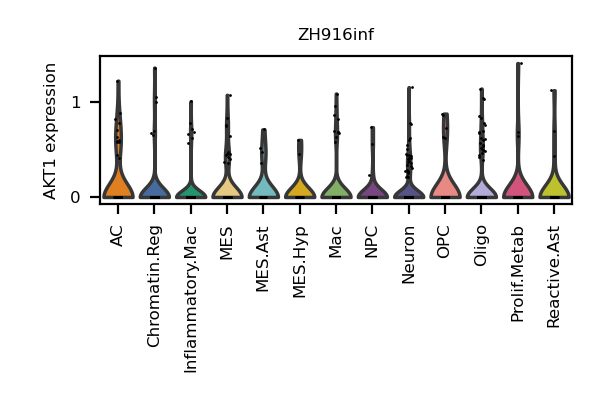 ZH916inf
AKT1 expression
1
0
AC
Chromatin.Reg
Inflammatory.Mac
MES
MES.Ast
MES.Hyp
Mac
NPC
Neuron
OPC
Oligo
Prolif.Metab
Reactive.Ast